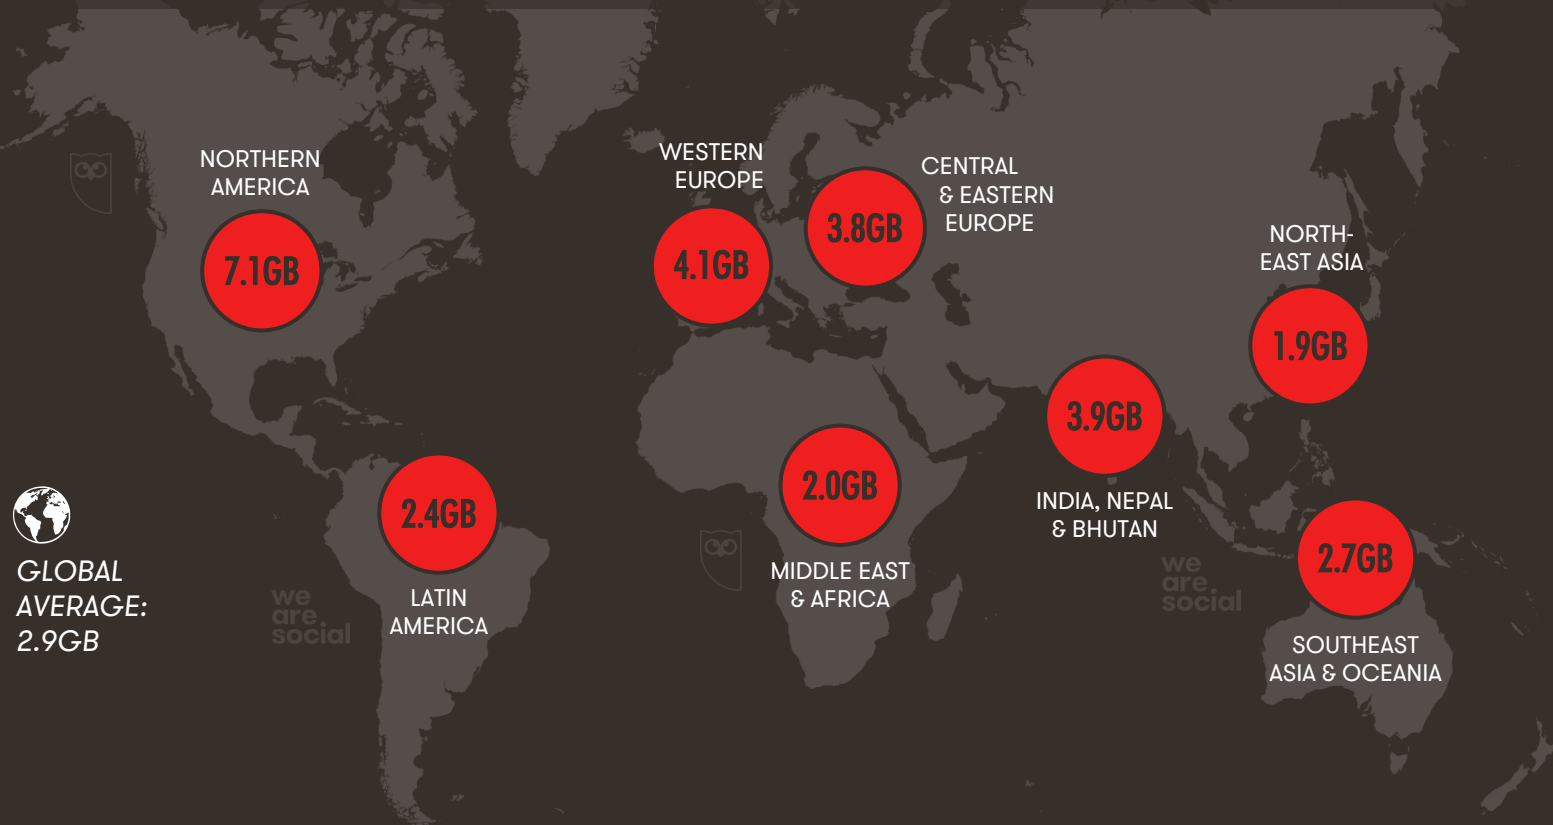 NORTHERN
AMERICA
7.1GB
WESTERN
EUROPE
4.1GB
CENTRAL
& EASTERN
EUROPE
3.8GB
NORTH-
EAST ASIA
1.9GB
3.9GB
INDIA, NEPAL
& BHUTAN
2.4GB
LATIN
AMERICA
2.0GB
MIDDLE EAST
& AFRICA
2.7GB
SOUTHEAST
ASIA & OCEANIA
GLOBAL
AVERAGE:
2.9GB
we
are
social
we
are
social